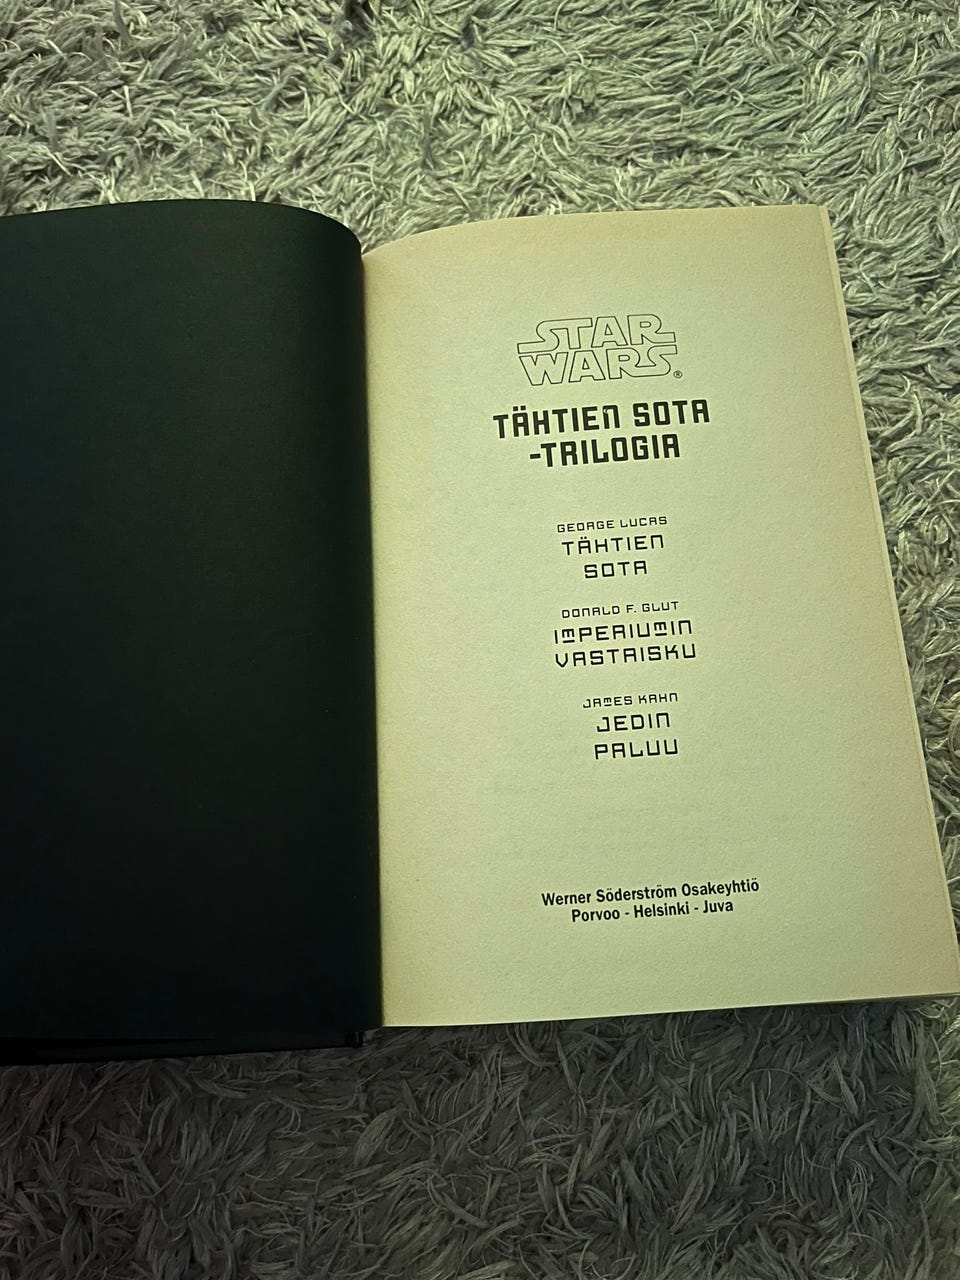 STAR
WARS®
TÄHTIEN SOTA
-TRILOGIA
GEORGE LUCAS
TÄHTIEN
SOTA
DONALD F. GLUT
IMPERIUMIN
VASTAISKU
JAMES KAHN
JEDIN
PALUU
Werner Söderström Osakeyhtiö
Porvoo - Helsinki - Juva